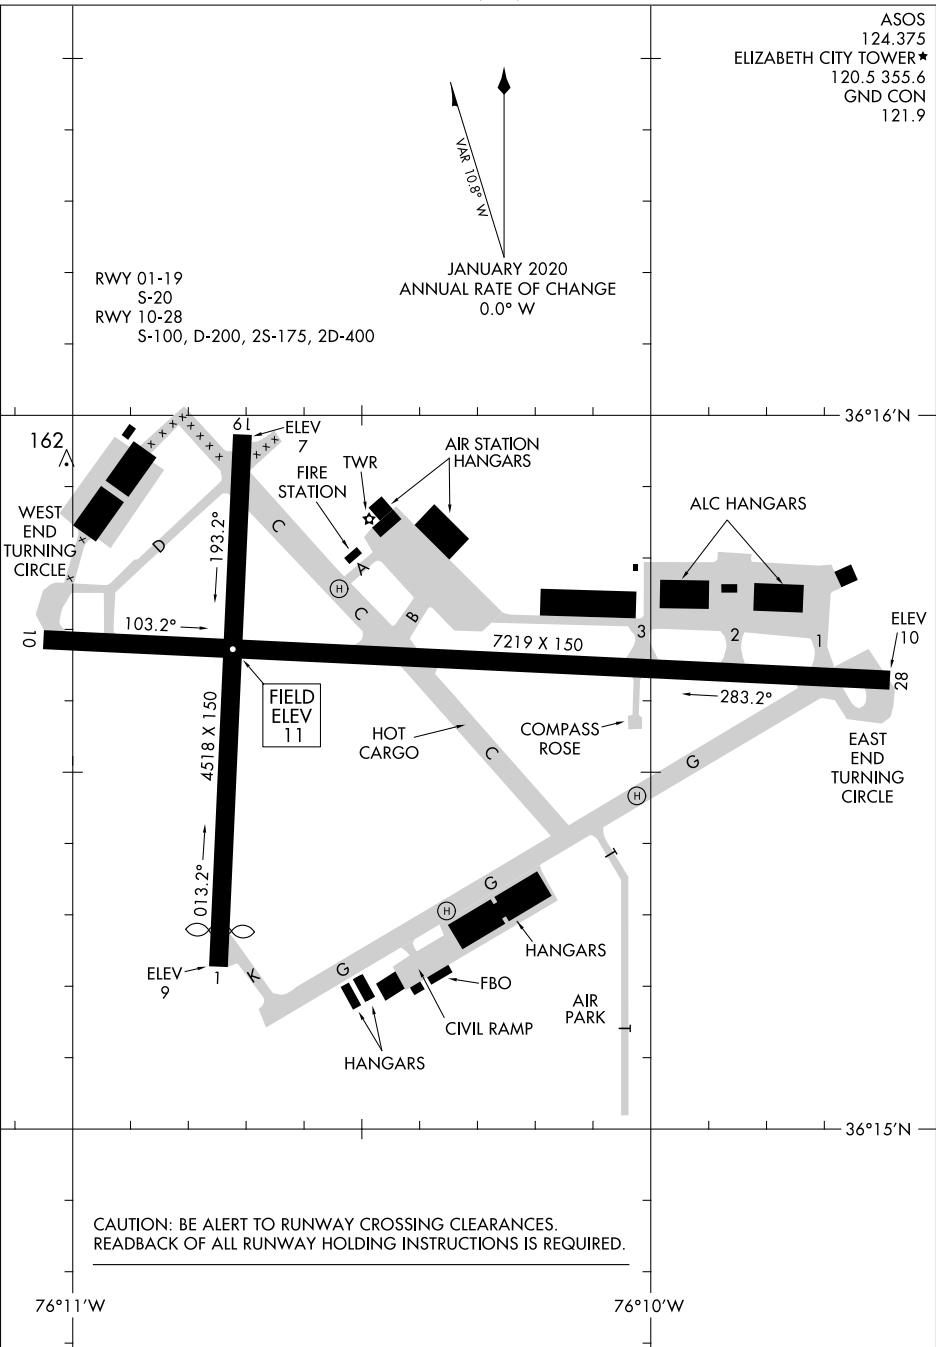 ASOS
124.375
ELIZABETH CITY TOWER★
120.5 355.6
GND CON
121.9
VAR 10.8° W
JANUARY 2020
ANNUAL RATE OF CHANGE
0.0° W
RWY 01-19
S-20
RWY 10-28
S-100, D-200, 2S-175, 2D-400
36°16'N
162
19
ELEV
7
TWR
FIRE
STATION
AIR STATION
HANGARS
ALC HANGARS
WEST
END
TURNING
CIRCLE
D
193.2°
C
A
H
C
B
10
103.2°
7219 X 150
3
2
1
ELEV
10
28
283.2°
FIELD
ELEV
11
4518 X 150
HOT
CARGO
C
COMPASS
ROSE
G
H
EAST
END
TURNING
CIRCLE
013.2°
T
G
H
HANGARS
ELEV
9
1
K
G
FBO
CIVIL RAMP
HANGARS
AIR
PARK
T
36°15'N
CAUTION: BE ALERT TO RUNWAY CROSSING CLEARANCES.
READBACK OF ALL RUNWAY HOLDING INSTRUCTIONS IS REQUIRED.
76°11'W
76°10'W